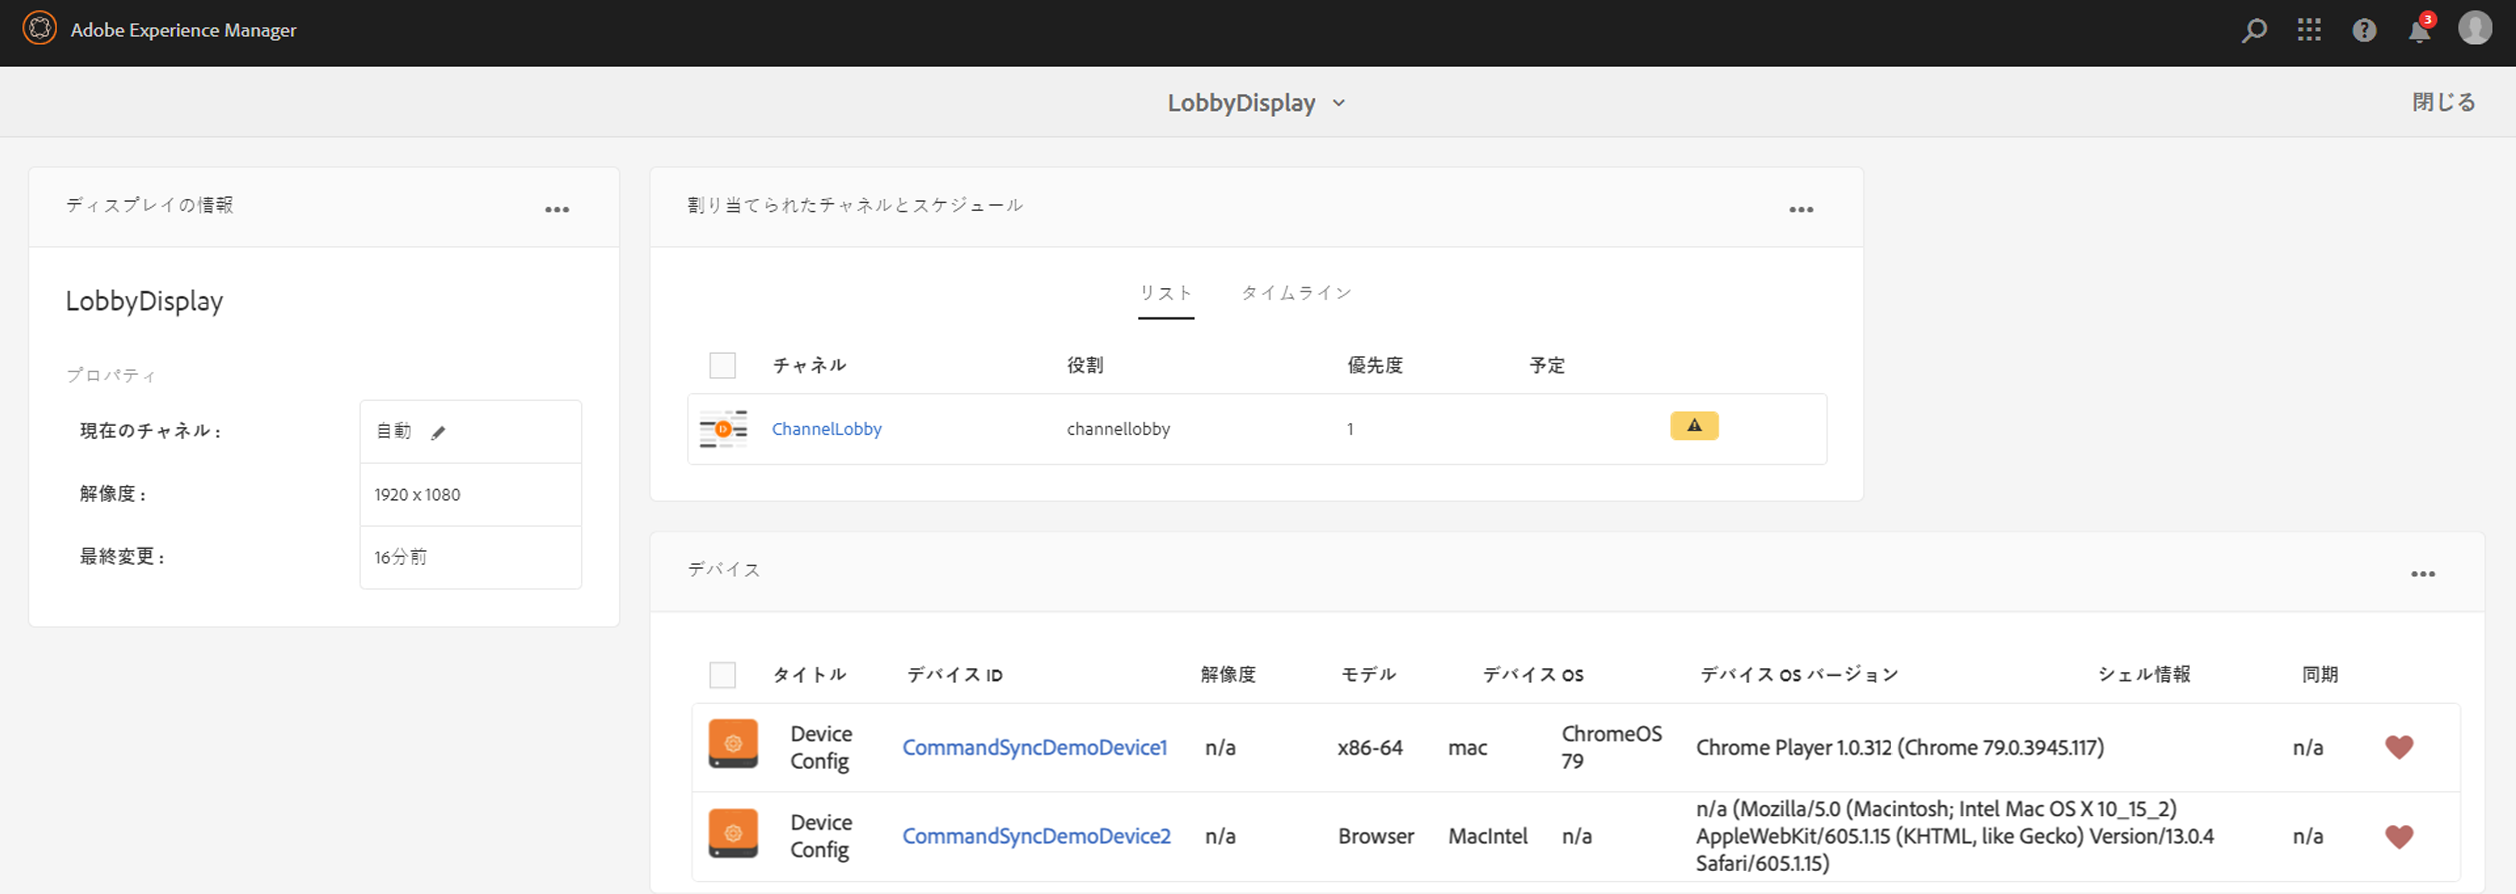 Adobe Experience Manager
3
LobbyDisplay
閉じる
ディスプレイの情報
LobbyDisplay
プロパティ
現在のチャネル :
自動
解像度 :
1920 x 1080
最終変更 :
16分前
割り当てられたチャネルとスケジュール
リスト タイムライン
チャネル 役割 優先度 予定
D ChannelLobby channellobby 1
デバイス
タイトル デバイス ID 解像度 モデル デバイス OS デバイス OS バージョン シェル情報 同期
Device
Config
CommandSyncDemoDevice1 n/a x86-64 mac
ChromeOS
79
Chrome Player 1.0.312 (Chrome 79.0.3945.117) n/a
Device
Config
CommandSyncDemoDevice2 n/a Browser MacIntel n/a
n/a (Mozilla/5.0 (Macintosh; Intel Mac OS X 10_15_2)
AppleWebKit/605.1.15 (KHTML, like Gecko) Version/13.0.4
Safari/605.1.15)
n/a